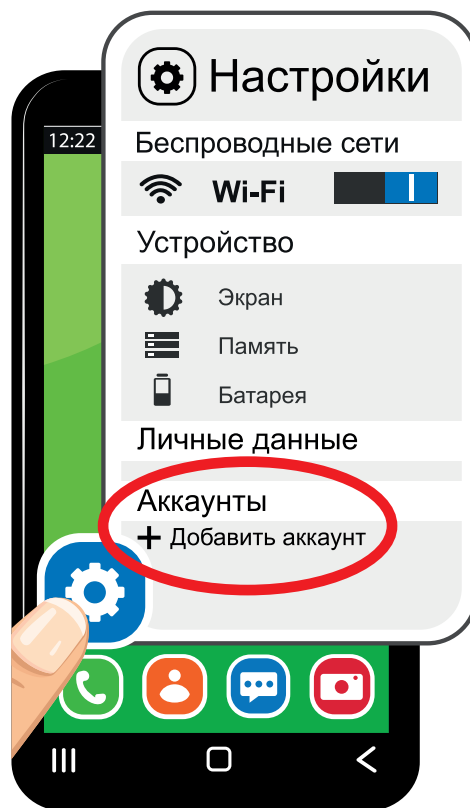 Настройки
12:22
Беспроводные сети
Wi-Fi
Устройство
Экран
Память
Батарея
Личные данные
Аккаунты
+ Добавить аккаунт